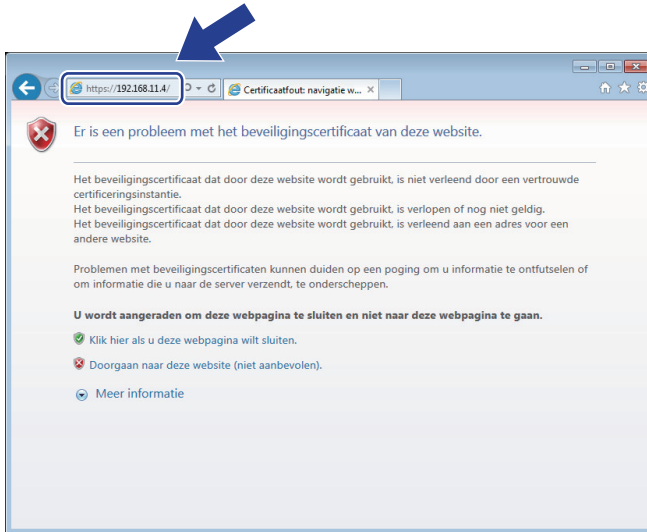 https://192.168.11.4/
Certificaatfout: navigatie w...
Er is een probleem met het beveiligingscertificaat van deze website.
Het beveiligingscertificaat dat door deze website wordt gebruikt, is niet verleend door een vertrouwde
certificeringsinstantie.
Het beveiligingscertificaat dat door deze website wordt gebruikt, is verlopen of nog niet geldig.
Het beveiligingscertificaat dat door deze website wordt gebruikt, is verleend aan een adres voor een
andere website.
Problemen met beveiligingscertificaten kunnen duiden op een poging om u informatie te ontfutselen of
om informatie die u naar de server verzendt, te onderscheppen.
U wordt aangeraden om deze webpagina te sluiten en niet naar deze webpagina te gaan.
Klik hier als u deze webpagina wilt sluiten.
Doorgaan naar deze website (niet aanbevolen).
Meer informatie